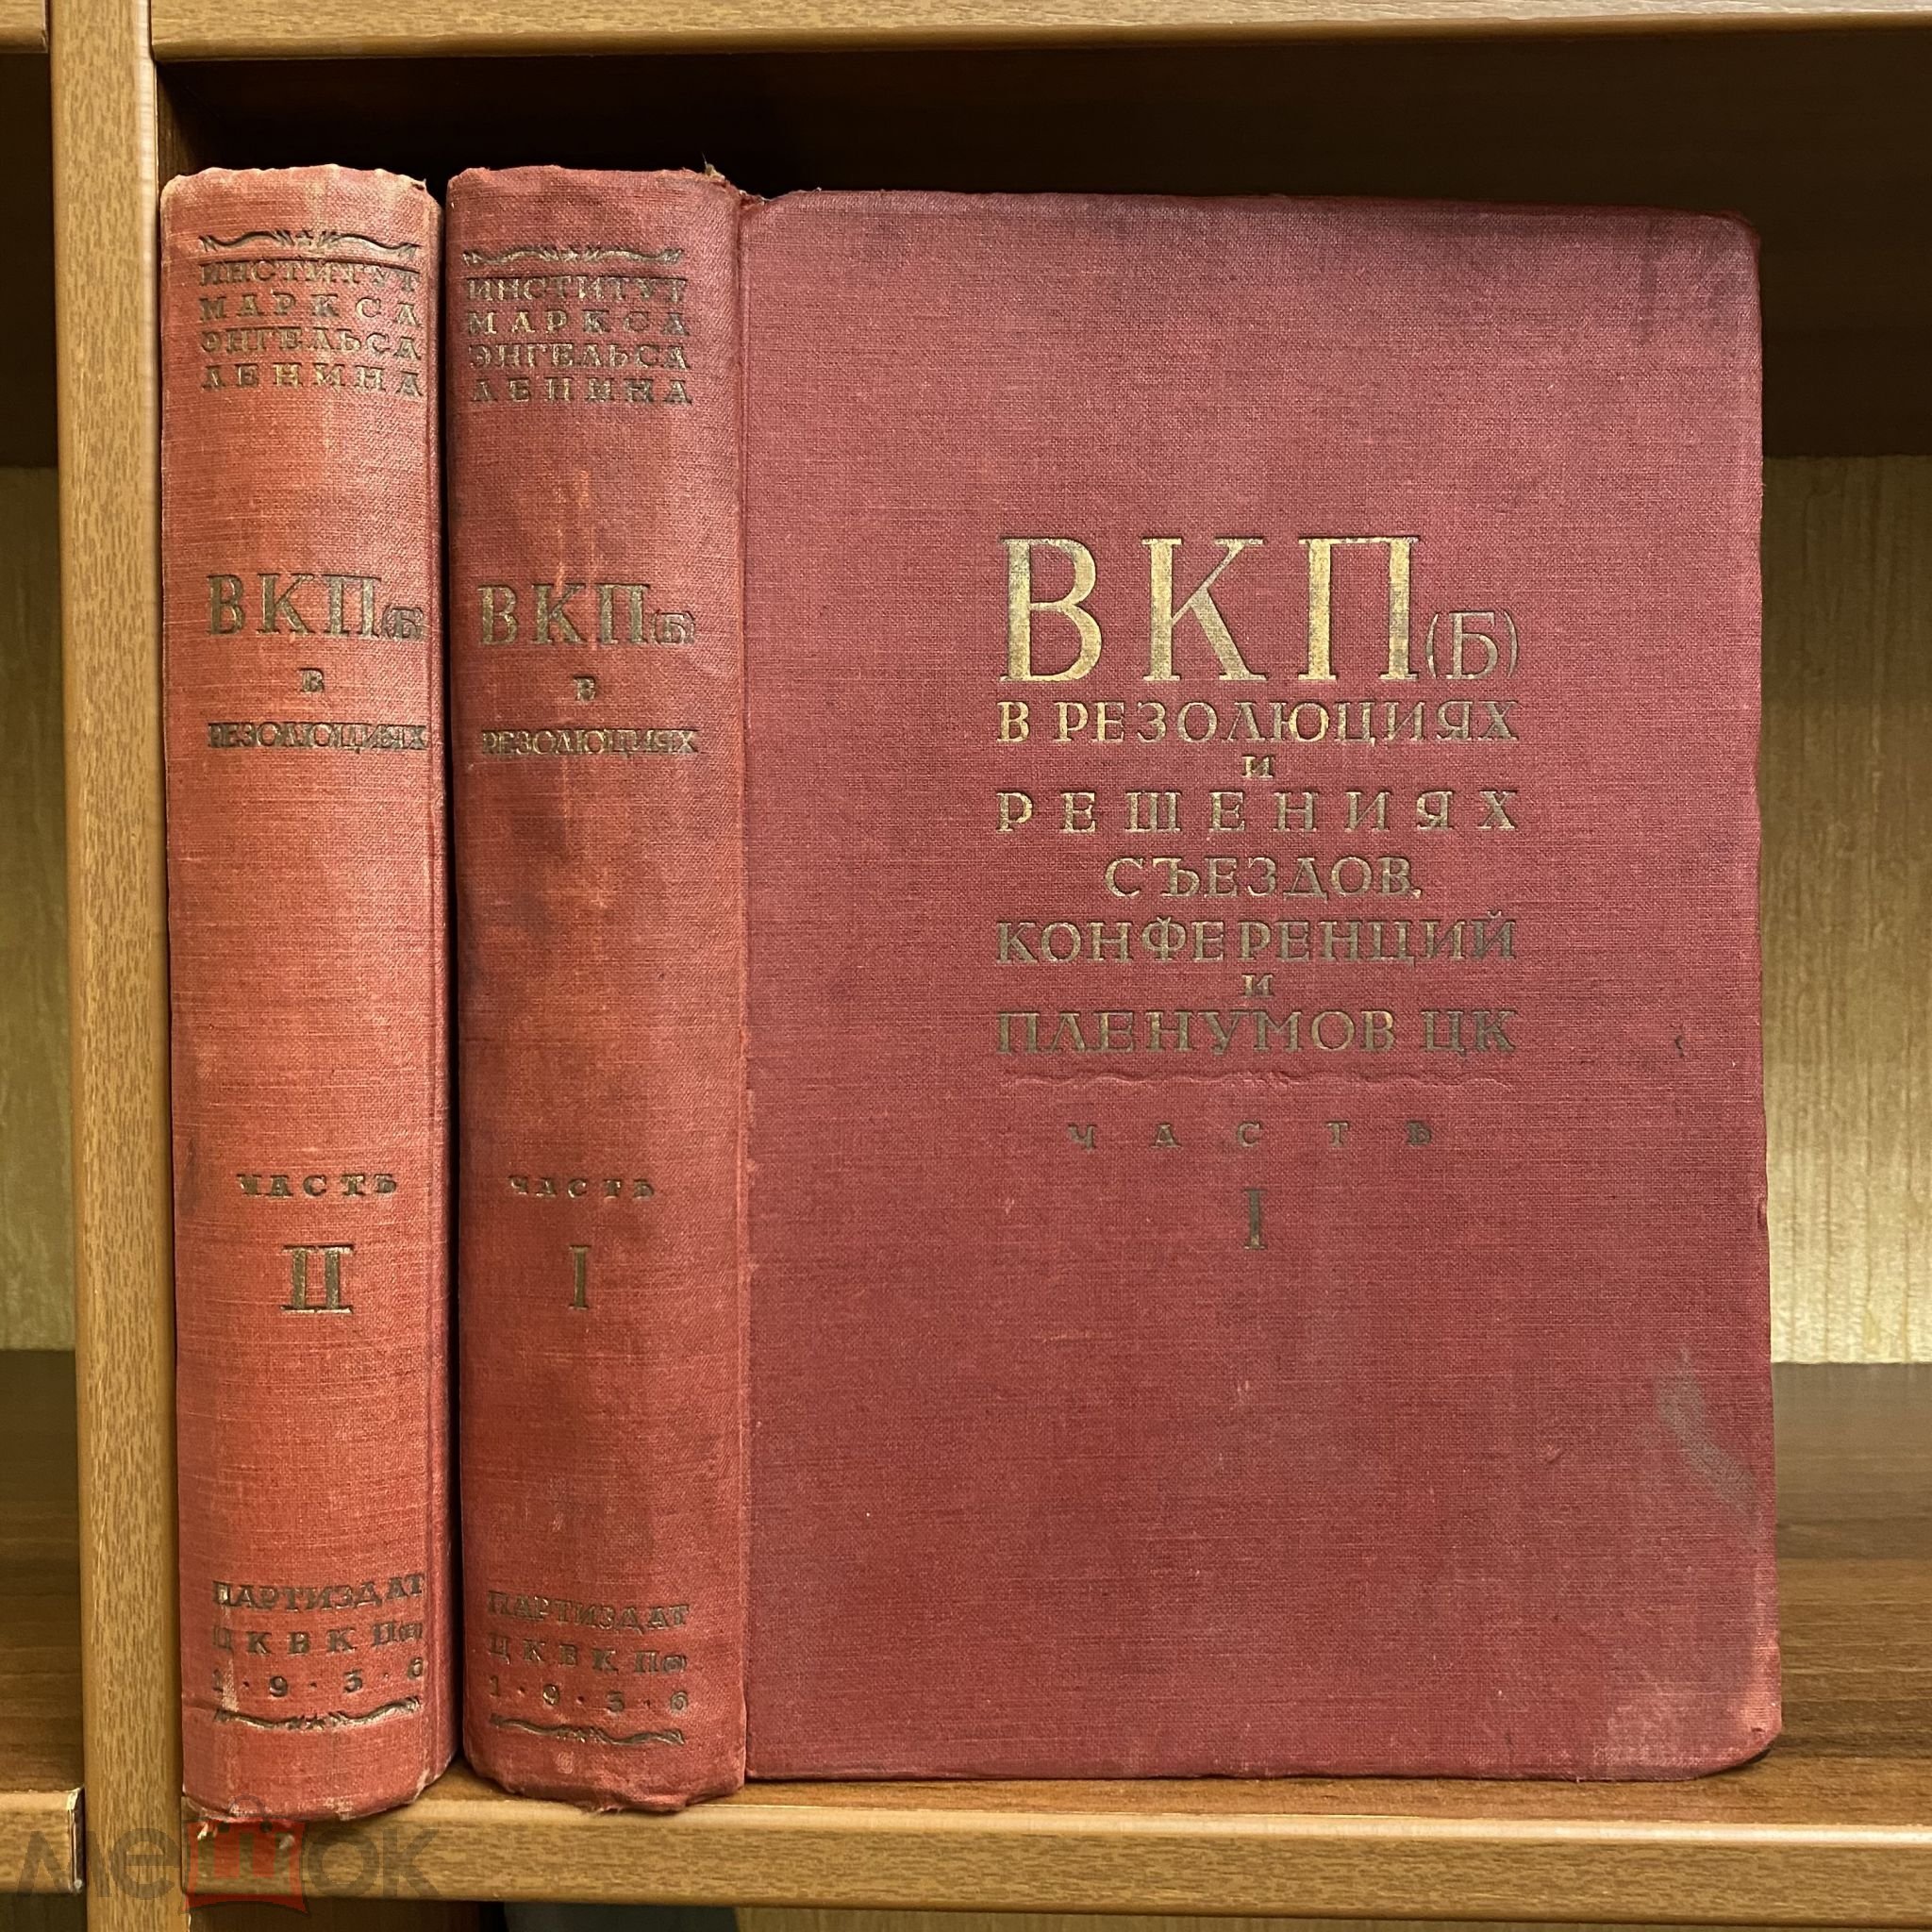 ИНСТИТУТ
МАРКСА
ЭНГЕЛЬСА
ЛЕНИНА
ВКП(Б)
В
РЕЗОЛЮЦИЯХ
ЧАСТЬ
II
ПАРТИЗДАТ
ЦК ВКП(Б)
1·9·3·6
ИНСТИТУТ
МАРКСА
ЭНГЕЛЬСА
ЛЕНИНА
ВКП(Б)
В
РЕЗОЛЮЦИЯХ
ЧАСТЬ
I
ПАРТИЗДАТ
ЦК ВКП(Б)
1·9·3·6
ВКП(Б)
В РЕЗОЛЮЦИЯХ
И
РЕШЕНИЯХ
СЪЕЗДОВ,
КОНФЕРЕНЦИЙ
И
ПЛЕНУМОВ ЦК
ЧАСТЬ
I
мешок